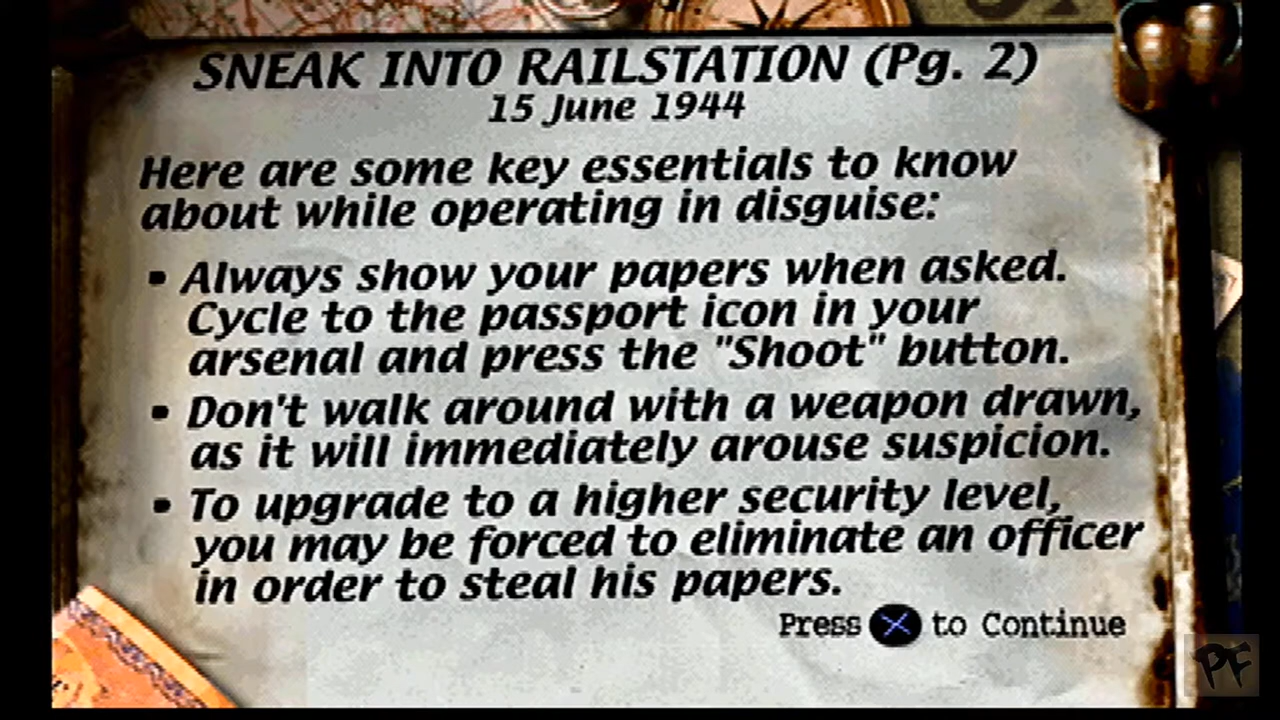 SNEAK INTO RAILSTATION (Pg. 2)
15 June 1944
Here are some key essentials to know
about while operating in disguise:
▪ Always show your papers when asked.
Cycle to the passport icon in your
arsenal and press the "Shoot" button.
▪ Don't walk around with a weapon drawn,
as it will immediately arouse suspicion.
▪ To upgrade to a higher security level,
you may be forced to eliminate an officer
in order to steal his papers.
Press X to Continue
PF